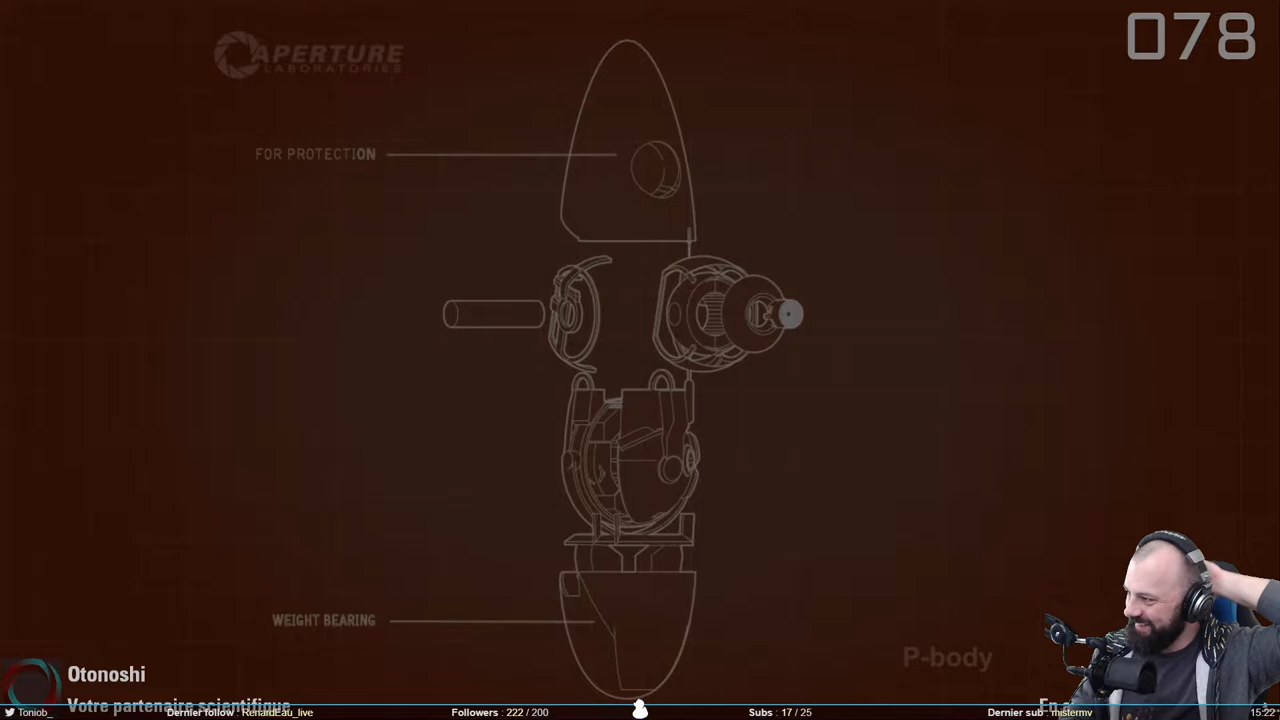 078
APERTURE
LABORATORIES
FOR PROTECTION
WEIGHT BEARING
P-body
Otonoshi
Votre partenaire scientifique
En a
Toniob_
Dernier follow : RenardEau_live
Followers : 222 / 200
Subs : 17 / 25
Dernier sub : mistermv
15:22